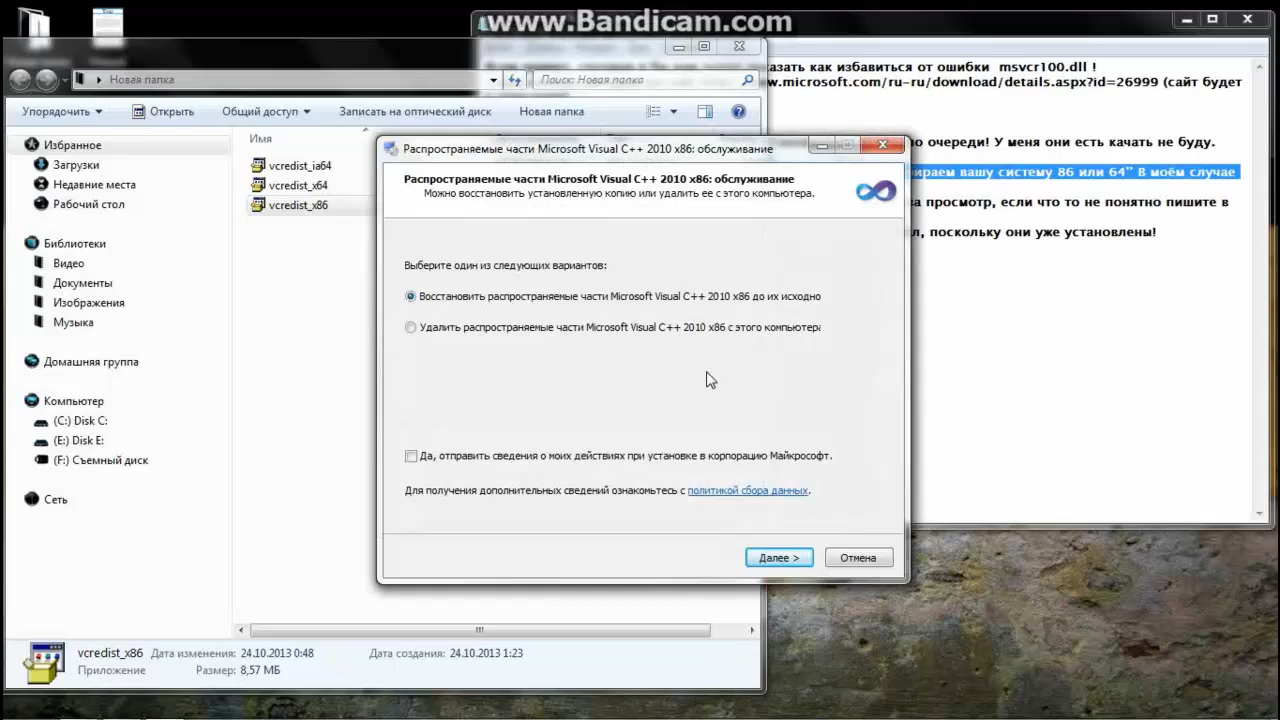 www.Bandicam.com
Новая папка
Поиск: Новая папка
Упорядочить
Открыть
Общий доступ
Записать на оптический диск
Новая папка
Избранное
Загрузки
Недавние места
Рабочий стол
Библиотеки
Видео
Документы
Изображения
Музыка
Домашняя группа
Компьютер
(C:) Disk C:
(E:) Disk E:
(F:) Съемный диск
Сеть
Имя
vcredist_ia64
vcredist_x64
vcredist_x86
казать как избавиться от ошибки msvcr100.dll !
w.microsoft.com/ru-ru/download/details.aspx?id=26999 (сайт будет
по очереди! У меня они есть качать не буду.
бираем вашу систему 86 или 64" В моём случае
за просмотр, если что то не понятно пишите в
л, поскольку они уже установлены!
Распространяемые части Microsoft Visual C++ 2010 x86: обслуживание
Распространяемые части Microsoft Visual C++ 2010 x86: обслуживание
Можно восстановить установленную копию или удалить ее с этого компьютера.
Выберите один из следующих вариантов:
Восстановить распространяемые части Microsoft Visual C++ 2010 x86 до их исходно
Удалить распространяемые части Microsoft Visual C++ 2010 x86 с этого компьютера
Да, отправить сведения о моих действиях при установке в корпорацию Майкрософт.
Для получения дополнительных сведений ознакомьтесь с политикой сбора данных.
Далее >
Отмена
vcredist_x86 Дата изменения: 24.10.2013 0:48 Дата создания: 24.10.2013 1:23
Приложение Размер: 8,57 МБ